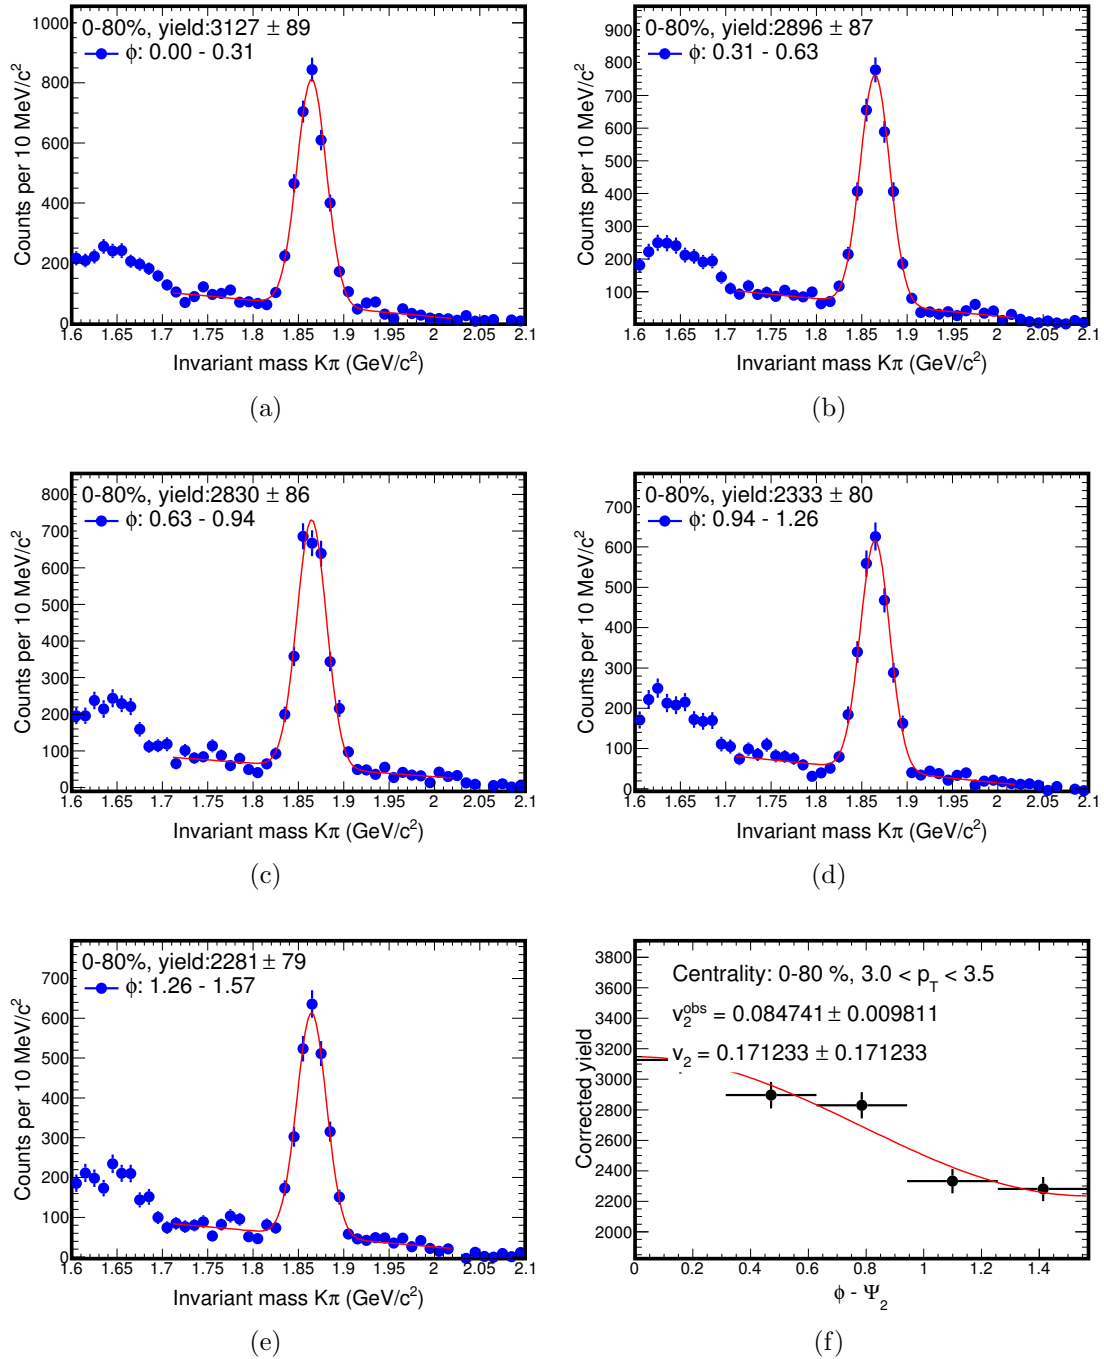 0-80%, yield:3127 ± 89
ϕ: 0.00 - 0.31
Counts per 10 MeV/c²
1000
800
600
400
200
0
1.6 1.65 1.7 1.75 1.8 1.85 1.9 1.95 2 2.05 2.1
Invariant mass Kπ (GeV/c²)
(a)
0-80%, yield:2896 ± 87
ϕ: 0.31 - 0.63
Counts per 10 MeV/c²
900
800
700
600
500
400
300
200
100
0
1.6 1.65 1.7 1.75 1.8 1.85 1.9 1.95 2 2.05 2.1
Invariant mass Kπ (GeV/c²)
(b)
0-80%, yield:2830 ± 86
ϕ: 0.63 - 0.94
Counts per 10 MeV/c²
800
700
600
500
400
300
200
100
0
1.6 1.65 1.7 1.75 1.8 1.85 1.9 1.95 2 2.05 2.1
Invariant mass Kπ (GeV/c²)
(c)
0-80%, yield:2333 ± 80
ϕ: 0.94 - 1.26
Counts per 10 MeV/c²
700
600
500
400
300
200
100
0
1.6 1.65 1.7 1.75 1.8 1.85 1.9 1.95 2 2.05 2.1
Invariant mass Kπ (GeV/c²)
(d)
0-80%, yield:2281 ± 79
ϕ: 1.26 - 1.57
Counts per 10 MeV/c²
700
600
500
400
300
200
100
0
1.6 1.65 1.7 1.75 1.8 1.85 1.9 1.95 2 2.05 2.1
Invariant mass Kπ (GeV/c²)
(e)
Centrality: 0-80 %, 3.0 < p_T < 3.5
v₂^obs = 0.084741 ± 0.009811
v₂ = 0.171233 ± 0.171233
Corrected yield
3800
3600
3400
3200
3000
2800
2600
2400
2200
2000
0 0.2 0.4 0.6 0.8 1 1.2 1.4
ϕ - Ψ₂
(f)